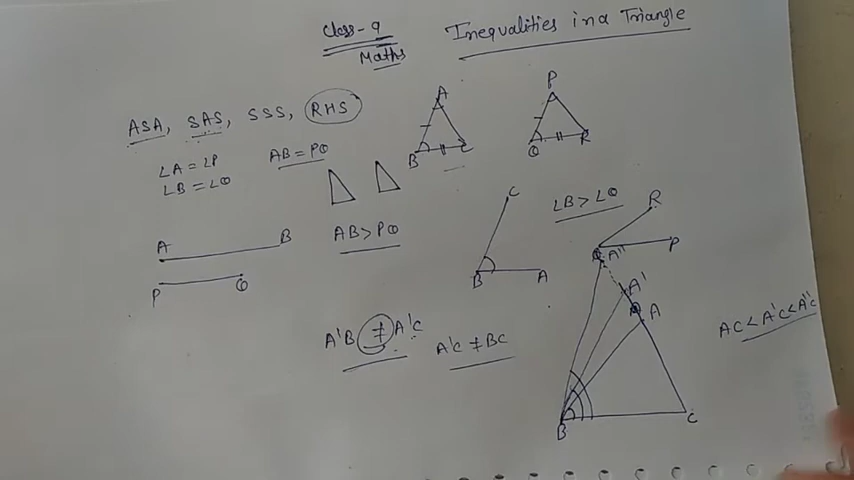 Class-9
Maths
Inequalities in a Triangle
ASA, SAS, SSS, RHS
∠A = ∠P
∠B = ∠Q
AB = PQ
A
B
C
P
Q
R
A
B
P
Q
AB > PQ
C
B
A
∠B > ∠Q
R
Q
P
A'B ≠ A'C
A'C ≠ BC
A"
A'
A
B
C
AC < A'C < A"C